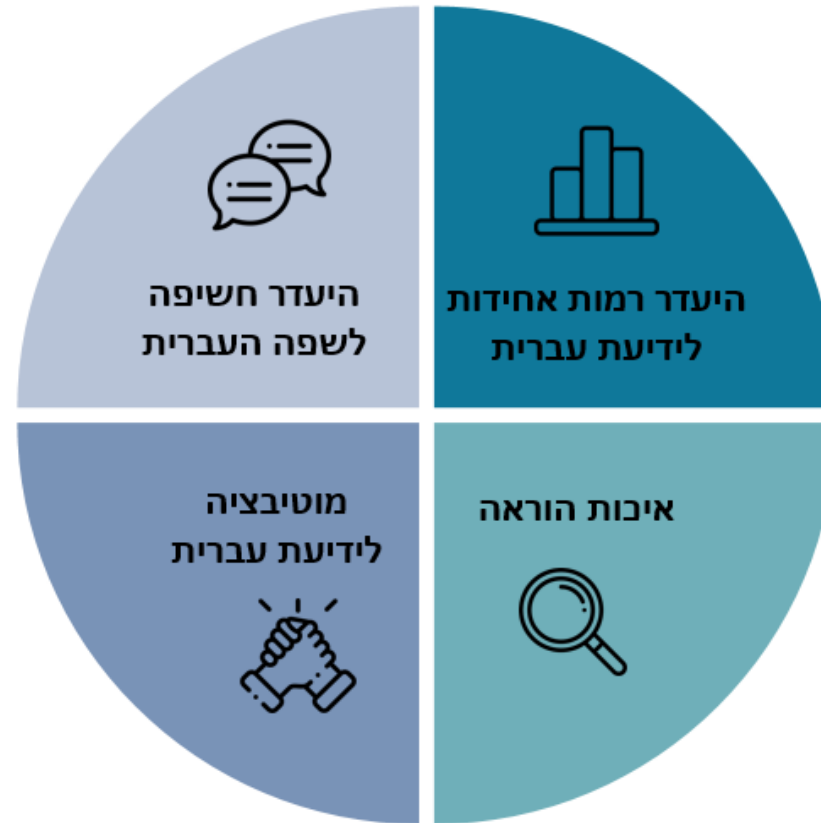 היעדר רמות אחידות
לידיעת עברית
היעדר חשיפה
לשפה העברית
איכות הוראה
מוטיבציה
לידיעת עברית